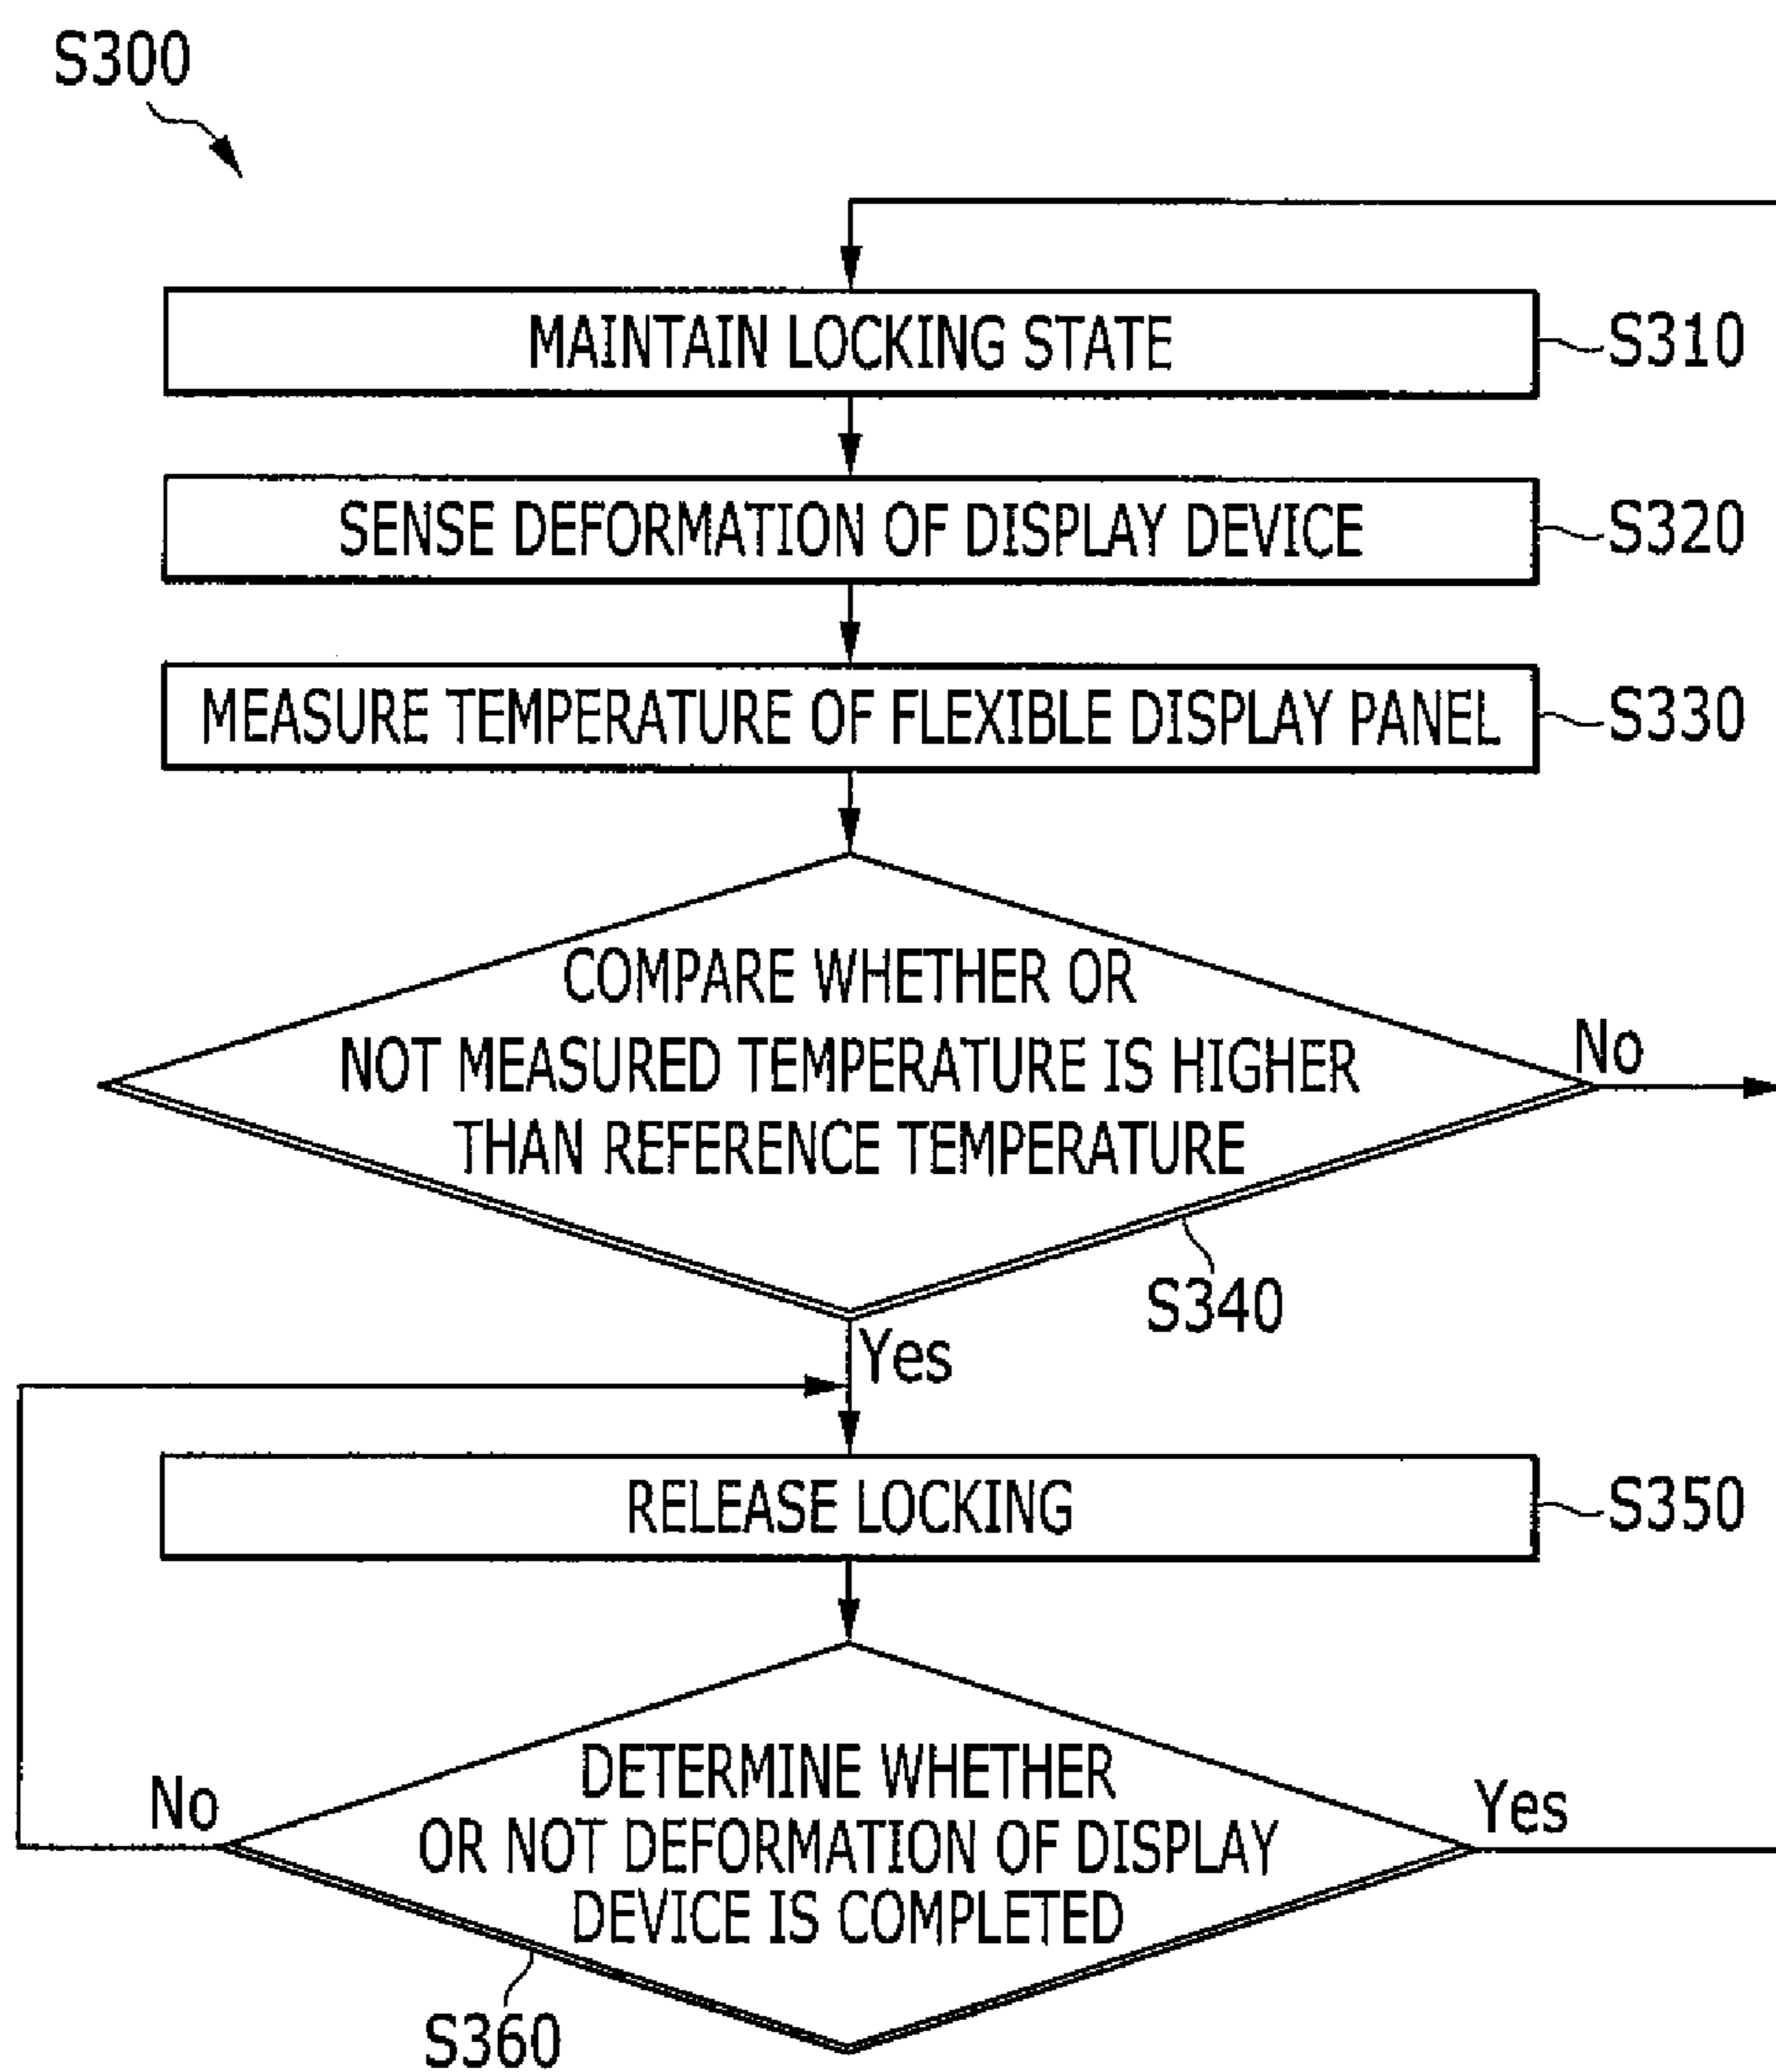 S300
MAINTAIN LOCKING STATE
S310
SENSE DEFORMATION OF DISPLAY DEVICE
S320
MEASURE TEMPERATURE OF FLEXIBLE DISPLAY PANEL
S330
COMPARE WHETHER OR
NOT MEASURED TEMPERATURE IS HIGHER
THAN REFERENCE TEMPERATURE
No
S340
Yes
RELEASE LOCKING
S350
DETERMINE WHETHER
OR NOT DEFORMATION OF DISPLAY
DEVICE IS COMPLETED
No
Yes
S360